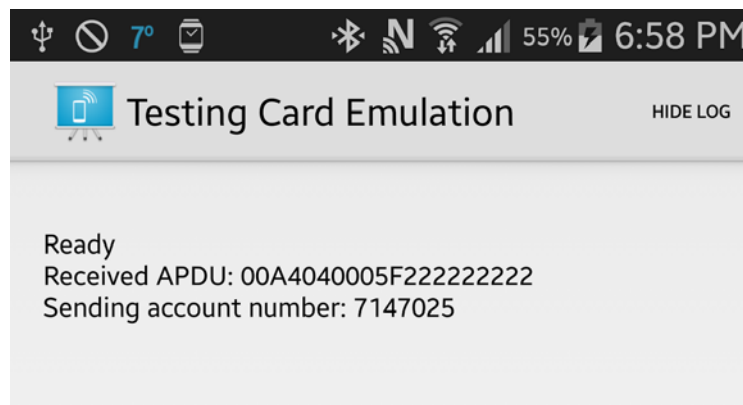 7° 55% 6:58 PM
Testing Card Emulation HIDE LOG
Ready
Received APDU: 00A4040005F222222222
Sending account number: 7147025